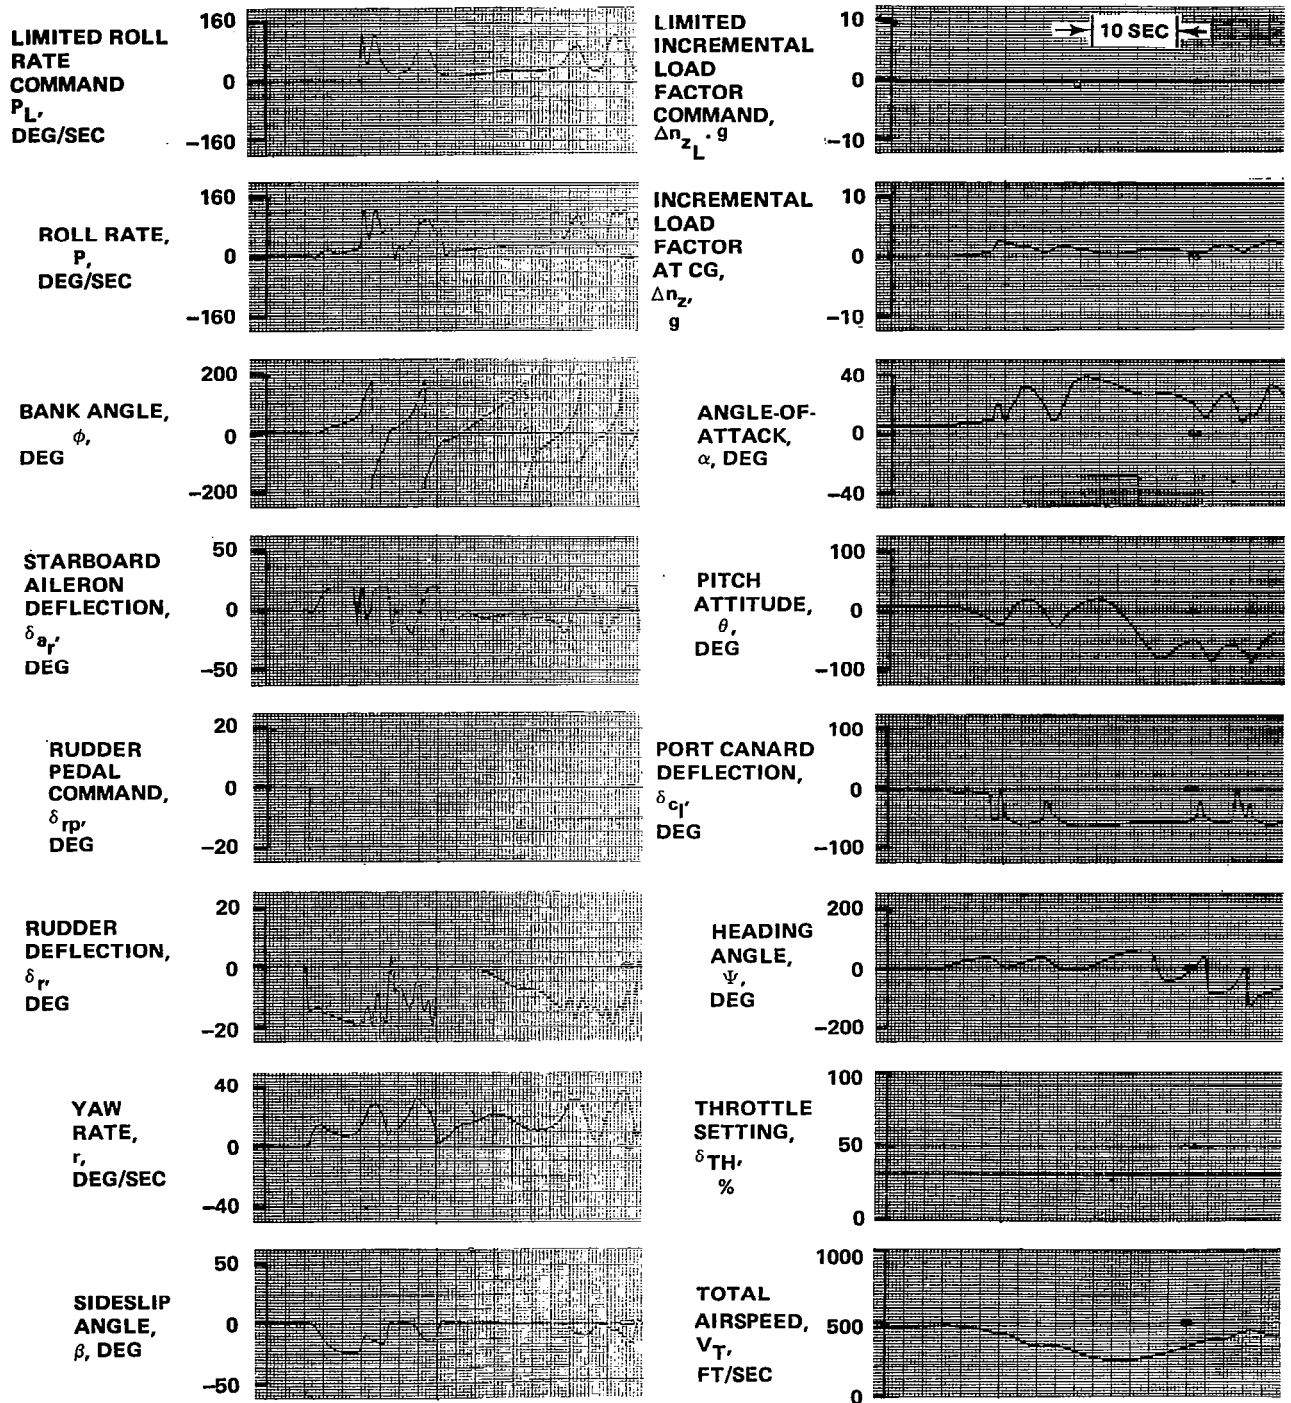 LIMITED ROLL
RATE
COMMAND
P_L,
DEG/SEC
160
0
−160
LIMITED
INCREMENTAL
LOAD
FACTOR
COMMAND,
Δn_z_L · g
10
0
−10
10 SEC
ROLL RATE,
P,
DEG/SEC
160
0
−160
INCREMENTAL
LOAD
FACTOR
AT CG,
Δn_z,
g
10
0
−10
BANK ANGLE,
φ,
DEG
200
0
−200
ANGLE-OF-
ATTACK,
α, DEG
40
0
−40
STARBOARD
AILERON
DEFLECTION,
δ_a_r,
DEG
50
0
−50
PITCH
ATTITUDE,
θ,
DEG
100
0
−100
RUDDER
PEDAL
COMMAND,
δ_rp,
DEG
20
0
−20
PORT CANARD
DEFLECTION,
δ_c_l,
DEG
100
0
−100
RUDDER
DEFLECTION,
δ_r,
DEG
20
0
−20
HEADING
ANGLE,
Ψ,
DEG
200
0
−200
YAW
RATE,
r,
DEG/SEC
40
0
−40
THROTTLE
SETTING,
δ_TH,
%
100
50
0
SIDESLIP
ANGLE,
β, DEG
50
0
−50
TOTAL
AIRSPEED,
V_T,
FT/SEC
1000
500
0